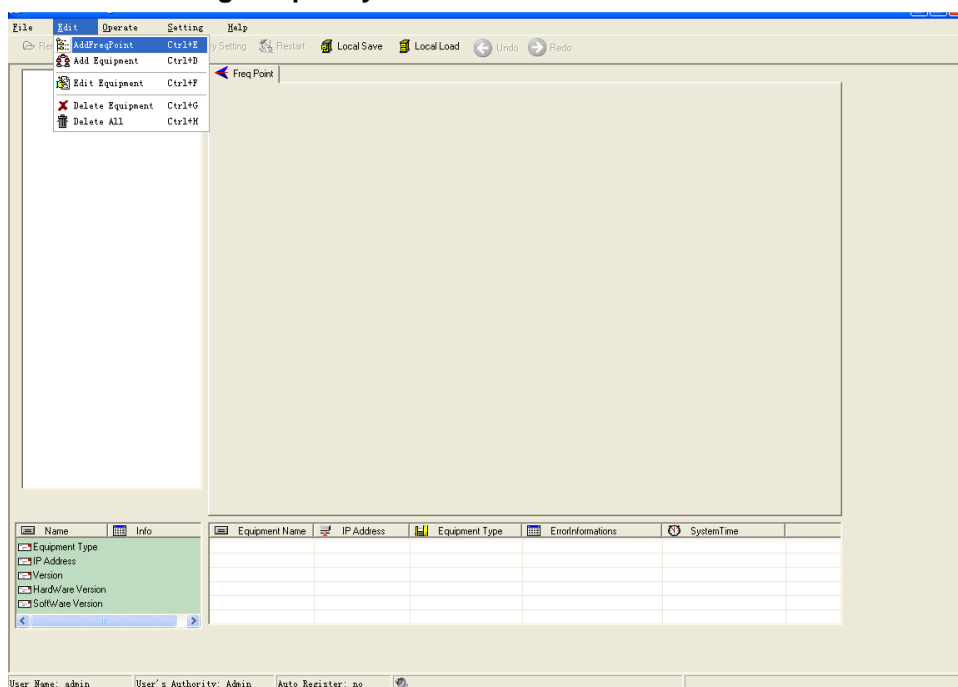 File Edit Operate Setting Help
AddFreqPoint Ctrl+E
Setting Restart Local Save Local Load Undo Redo
Add Equipment Ctrl+D
Freq Point
Edit Equipment Ctrl+F
Delete Equipment Ctrl+G
Delete All Ctrl+H
Name Info
Equipment Name IP Address Equipment Type ErrorInformations SystemTime
Equipment Type
IP Address
Version
HardWare Version
SoftWare Version
User Name: admin User's Authority: Admin Auto Register: no